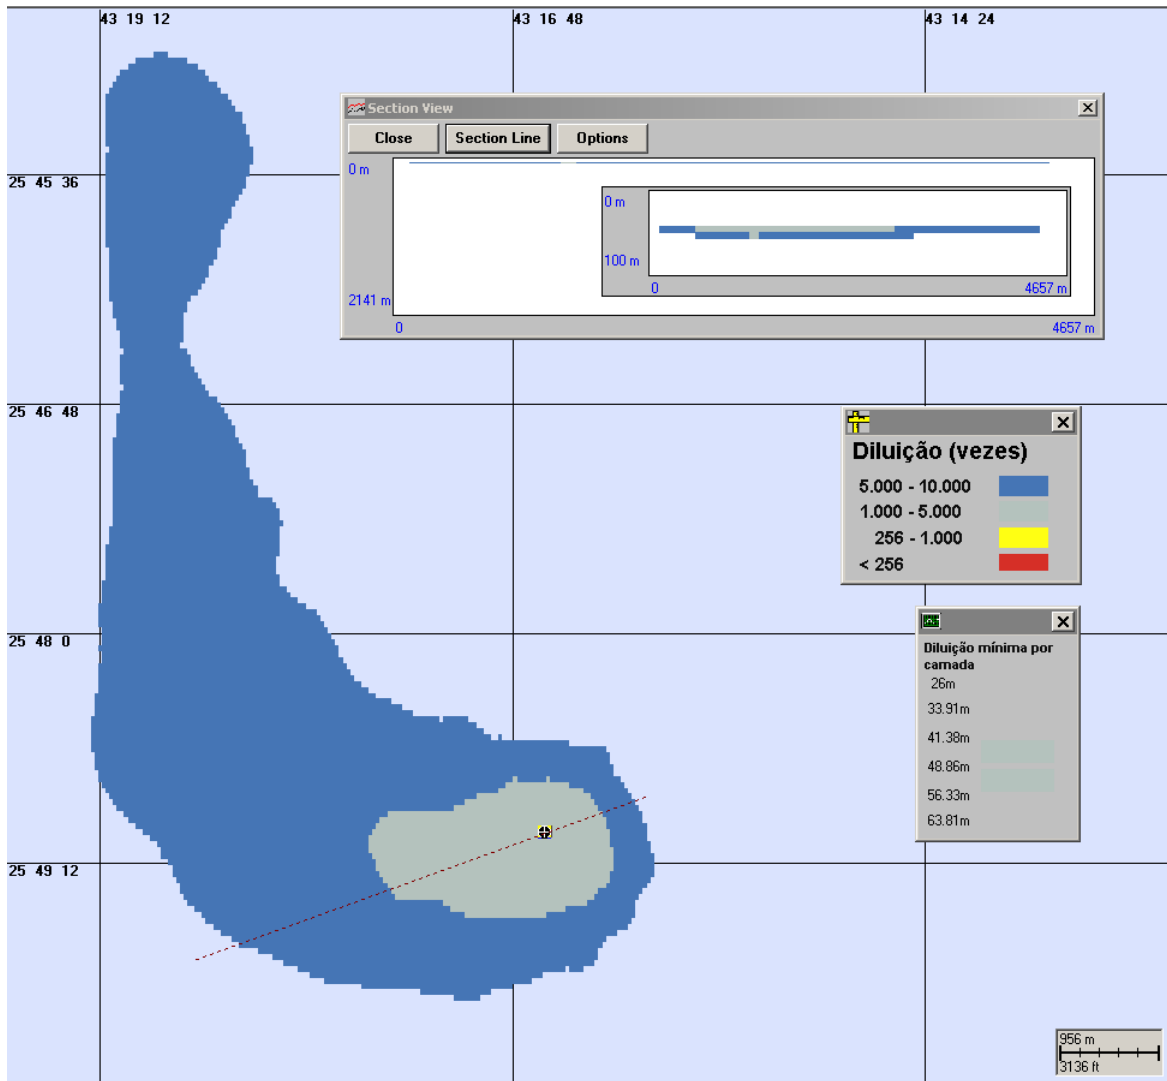 43 19 12
43 16 48
43 14 24
Section View
Close
Section Line
Options
0 m
2141 m
0
4657 m
0 m
100 m
0
4657 m
25 45 36
25 46 48
25 48 0
25 49 12
Diluição (vezes)
5.000 - 10.000
1.000 - 5.000
256 - 1.000
< 256
Diluição mínima por
camada
26m
33.91m
41.38m
48.86m
56.33m
63.81m
956 m
3136 ft